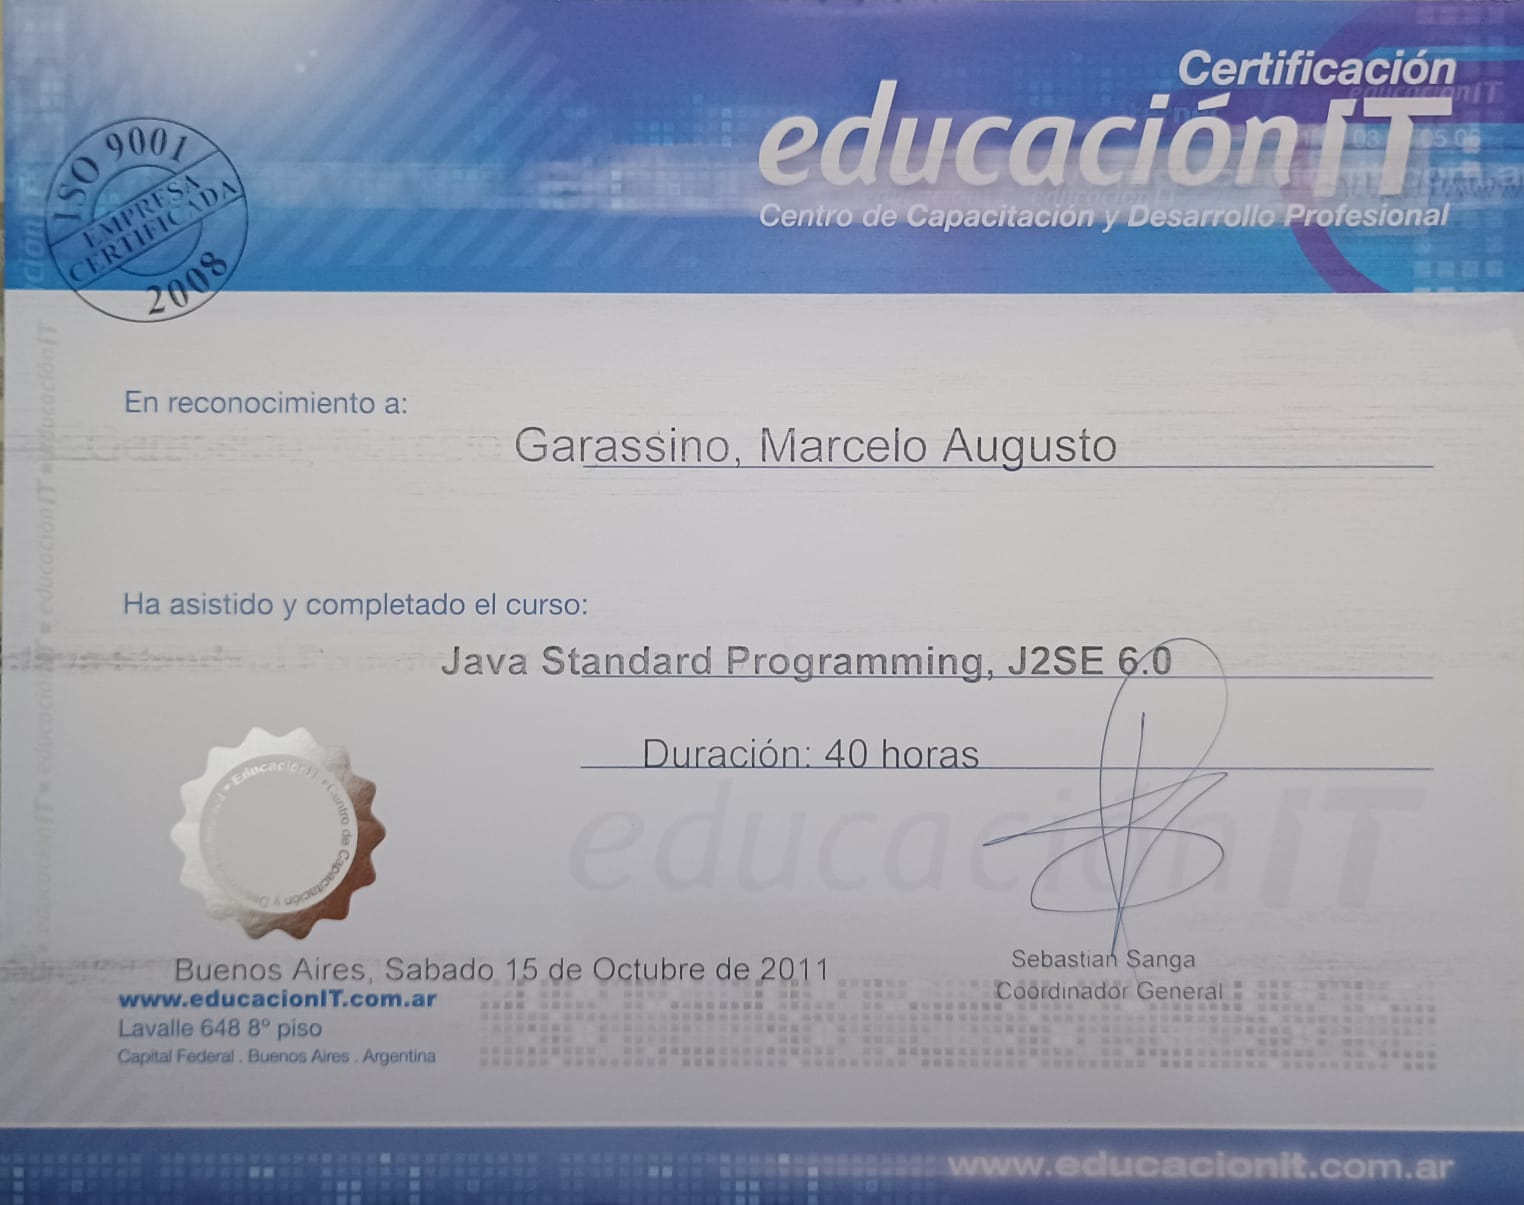 Certificación
educaciónIT
Centro de Capacitación y Desarrollo Profesional
ISO 9001
EMPRESA
CERTIFICADA
2008
En reconocimiento a:
Garassino, Marcelo Augusto
Ha asistido y completado el curso:
Java Standard Programming, J2SE 6.0
Duración: 40 horas
EducaciónIT • Centro de Capacitación y
educaciónIT
Buenos Aires, Sabado 15 de Octubre de 2011
www.educacionIT.com.ar
Lavalle 648 8º piso
Capital Federal . Buenos Aires . Argentina
Sebastian Sanga
Coordinador General
www.educacionit.com.ar